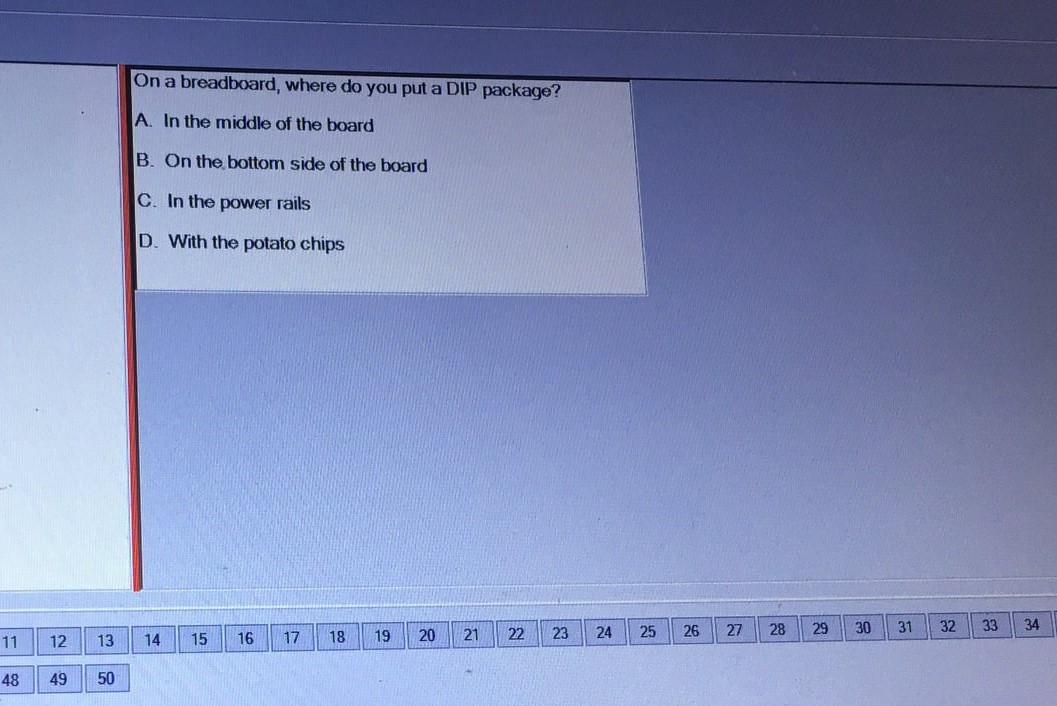 On a breadboard, where do you put a DIP package?
A. In the middle of the board
B. On the bottom side of the board
C. In the power rails
D. With the potato chips
11 12 13 14 15 16 17 18 19 20 21 22 23 24 25 26 27 28 29 30 31 32 33 34
48 49 50